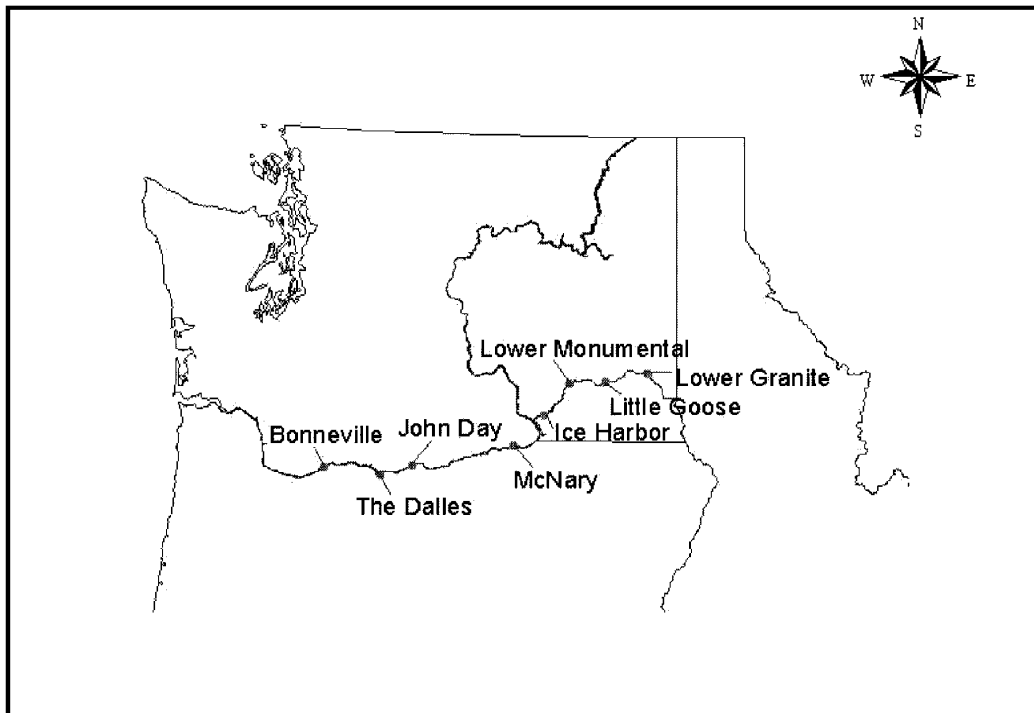 N
W
E
S
Lower Monumental
Lower Granite
Little Goose
Ice Harbor
John Day
Bonneville
McNary
The Dalles